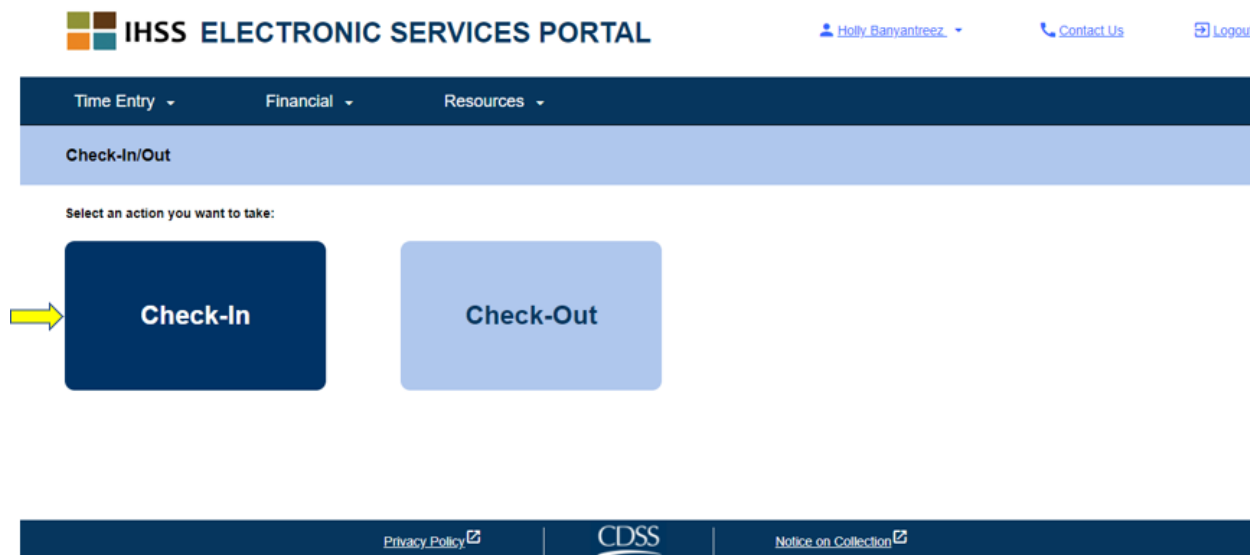 IHSS ELECTRONIC SERVICES PORTAL
Holly Banyantreez
Contact Us
Logout
Time Entry
Financial
Resources
Check-In/Out
Select an action you want to take:
Check-In
Check-Out
Privacy Policy
CDSS
Notice on Collection